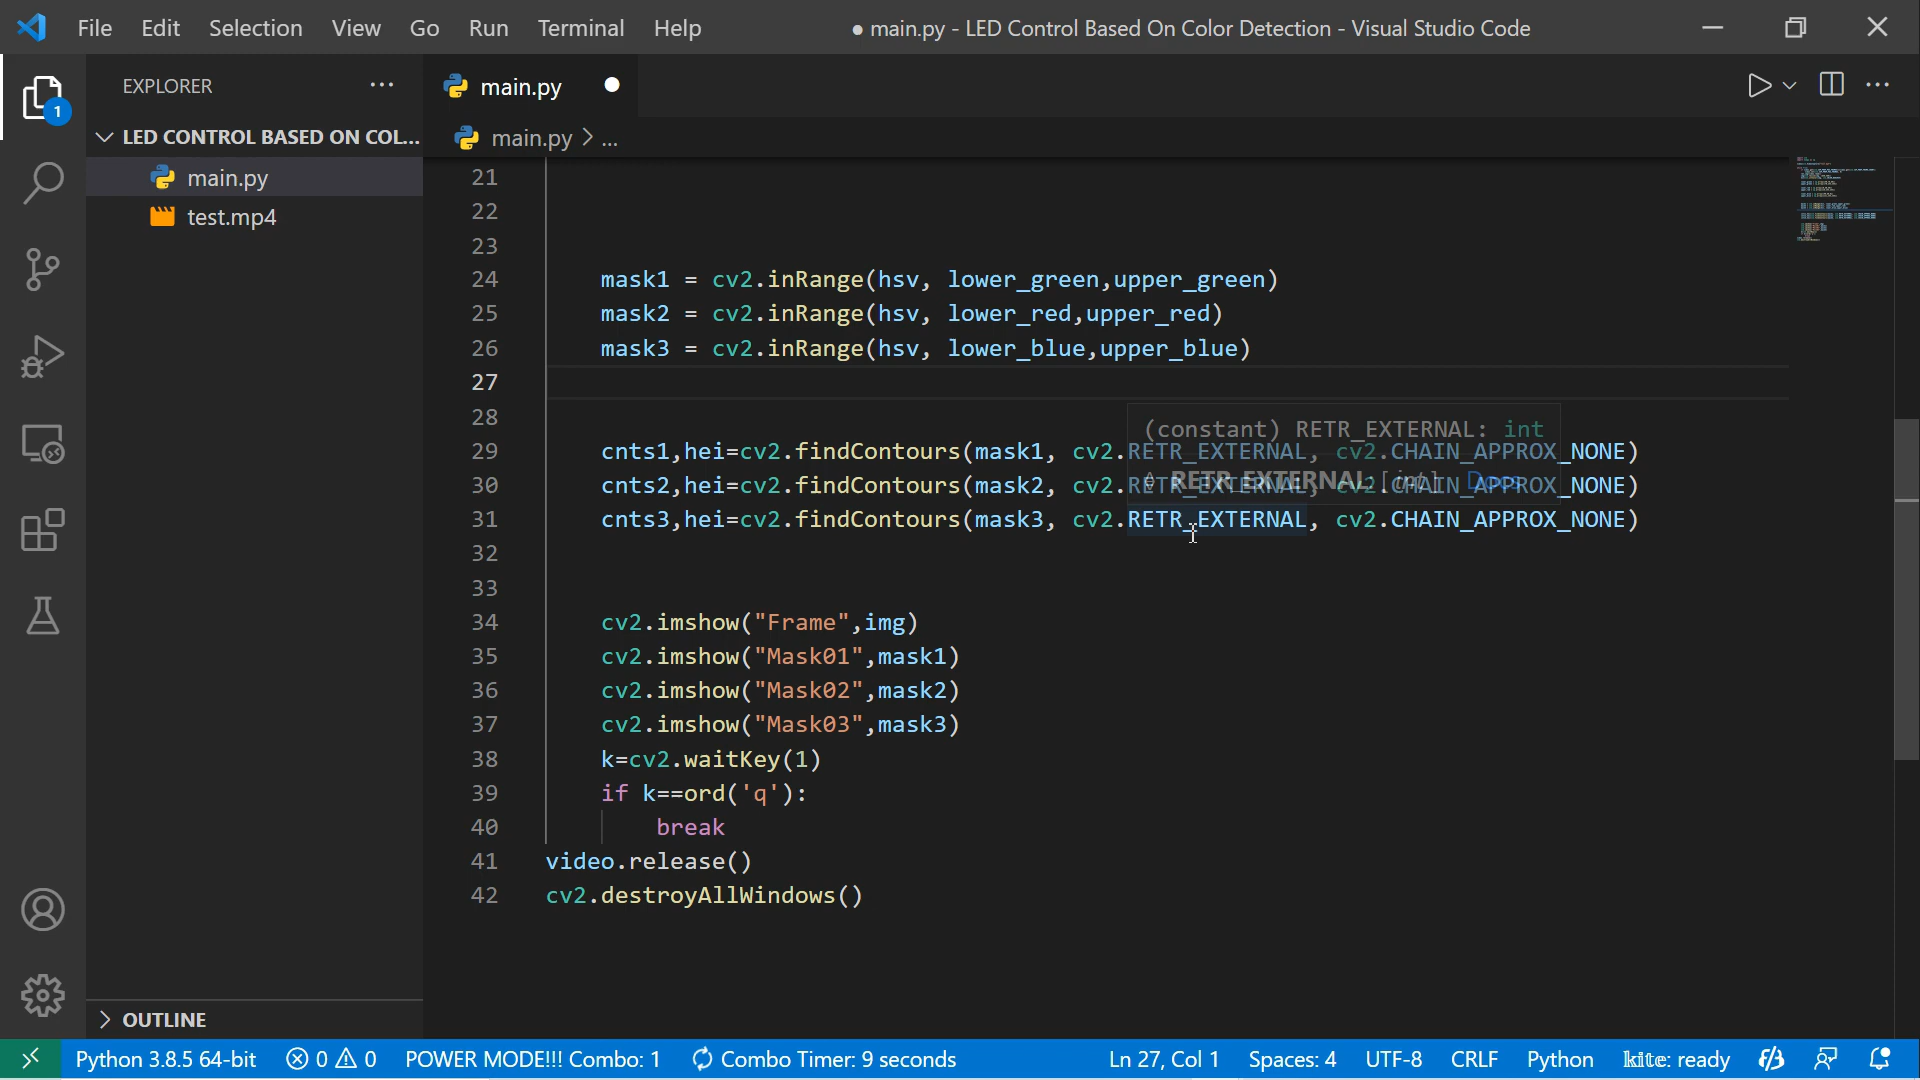 File Edit Selection View Go Run Terminal Help
● main.py - LED Control Based On Color Detection - Visual Studio Code
EXPLORER
main.py
1
LED CONTROL BASED ON COL...
main.py > ...
main.py
test.mp4
21
22
23
24 mask1 = cv2.inRange(hsv, lower_green,upper_green)
25 mask2 = cv2.inRange(hsv, lower_red,upper_red)
26 mask3 = cv2.inRange(hsv, lower_blue,upper_blue)
27
28
(constant) RETR_EXTERNAL: int
29 cnts1,hei=cv2.findContours(mask1, cv2.RETR_EXTERNAL, cv2.CHAIN_APPROX_NONE)
RETR_EXTERNAL:[int] Docs
30 cnts2,hei=cv2.findContours(mask2, cv2.RETR_EXTERNAL, cv2.CHAIN_APPROX_NONE)
31 cnts3,hei=cv2.findContours(mask3, cv2.RETR_EXTERNAL, cv2.CHAIN_APPROX_NONE)
32
33
34 cv2.imshow("Frame",img)
35 cv2.imshow("Mask01",mask1)
36 cv2.imshow("Mask02",mask2)
37 cv2.imshow("Mask03",mask3)
38 k=cv2.waitKey(1)
39 if k==ord('q'):
40 break
41 video.release()
42 cv2.destroyAllWindows()
OUTLINE
Python 3.8.5 64-bit 0 0 POWER MODE!!! Combo: 1 Combo Timer: 9 seconds Ln 27, Col 1 Spaces: 4 UTF-8 CRLF Python kite: ready